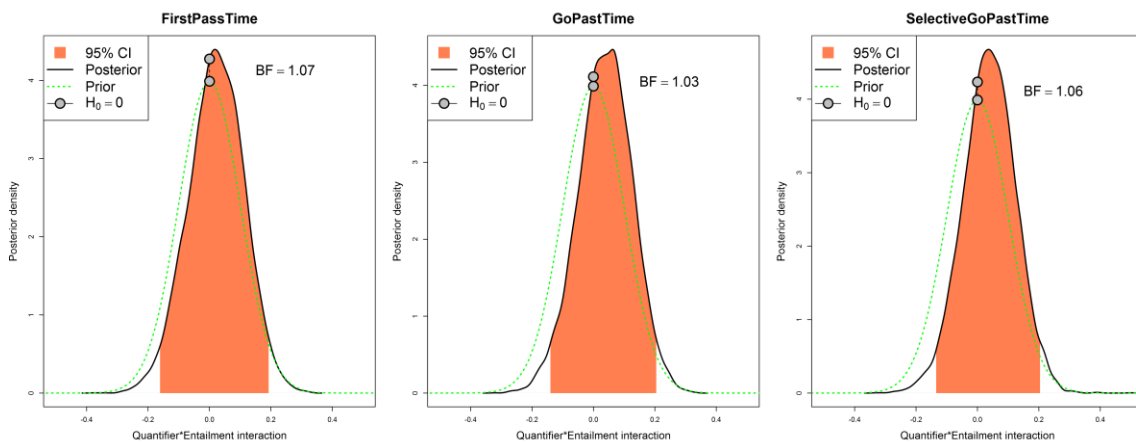 FirstPassTime
95% CI
Posterior
Prior
H₀ = 0
BF = 1.07
Posterior density
0 1 2 3 4
-0.4 -0.2 0.0 0.2 0.4
Quantifier*Entailment interaction
GoPastTime
95% CI
Posterior
Prior
H₀ = 0
BF = 1.03
Posterior density
0 1 2 3 4
-0.4 -0.2 0.0 0.2 0.4
Quantifier*Entailment interaction
SelectiveGoPastTime
95% CI
Posterior
Prior
H₀ = 0
BF = 1.06
Posterior density
0 1 2 3 4
-0.4 -0.2 0.0 0.2 0.4
Quantifier*Entailment interaction